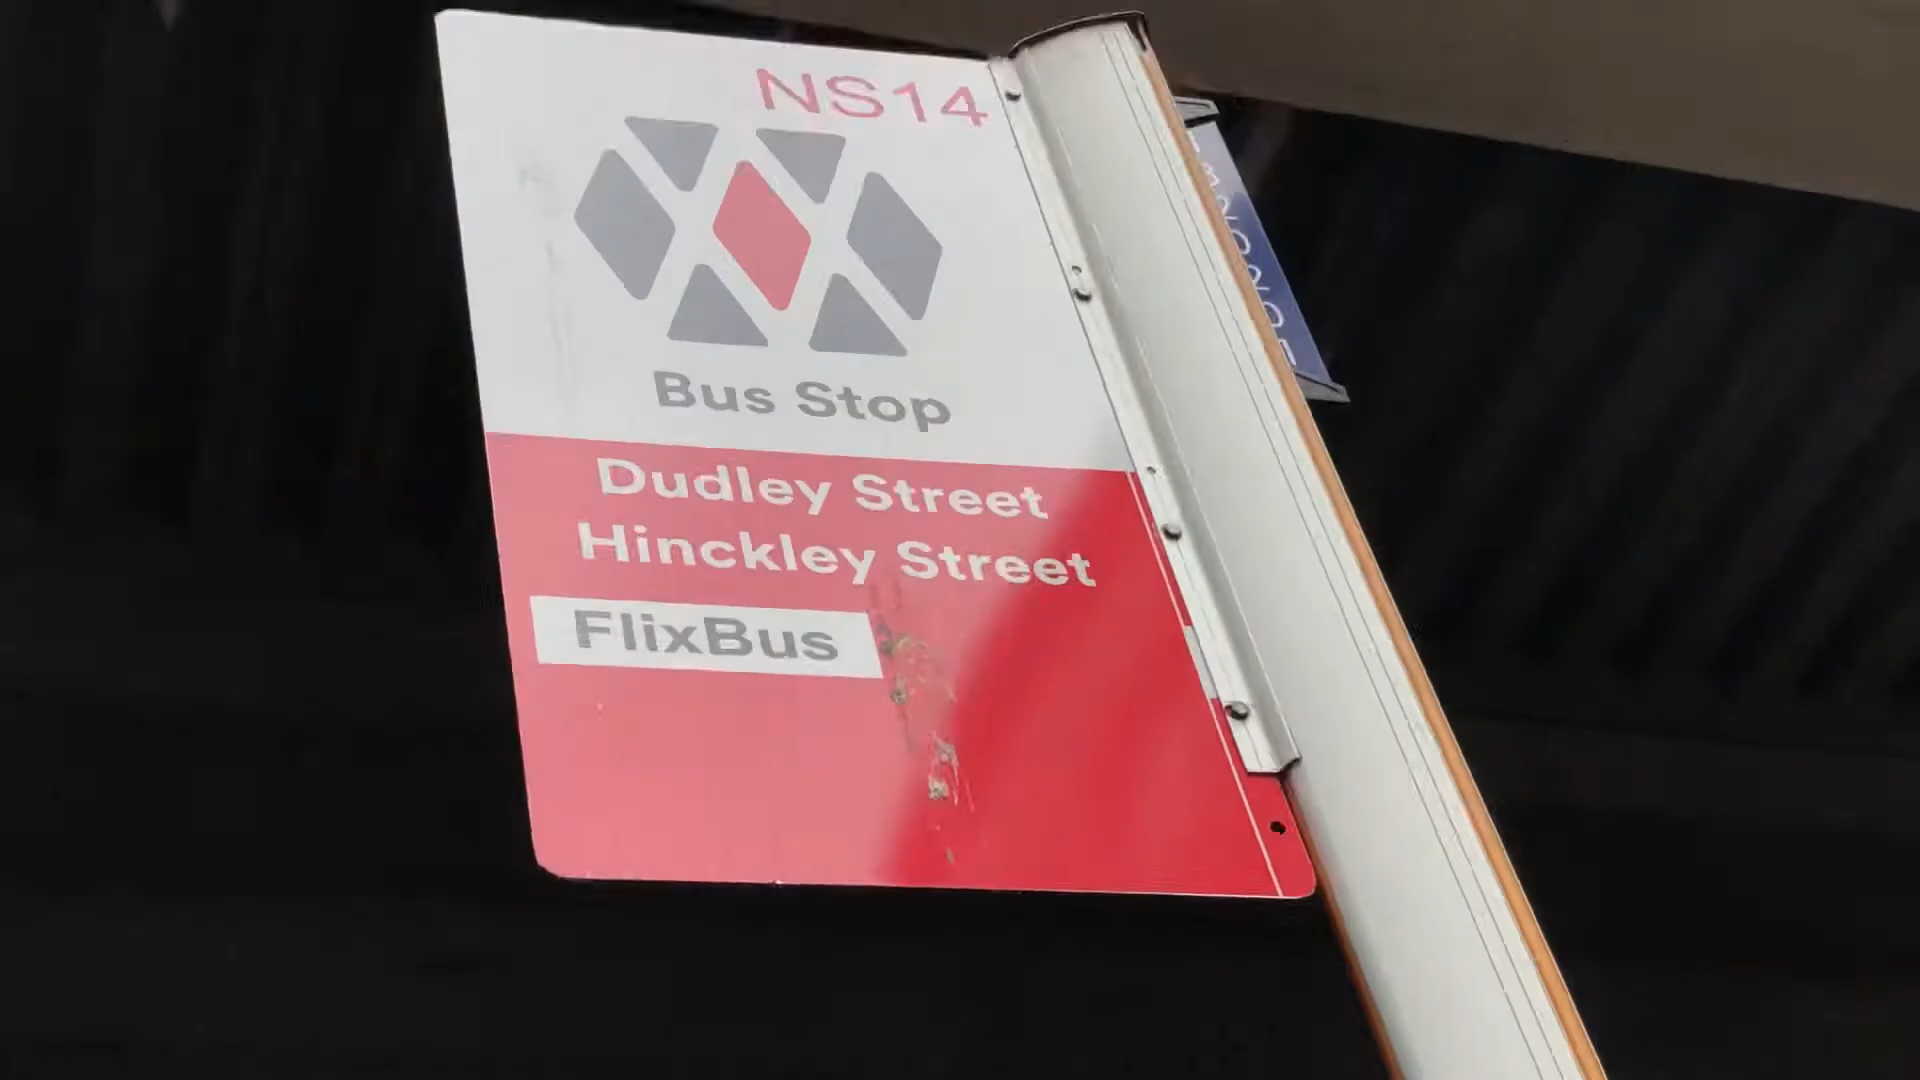 NS14
Bus Stop
Dudley Street
Hinckley Street
FlixBus